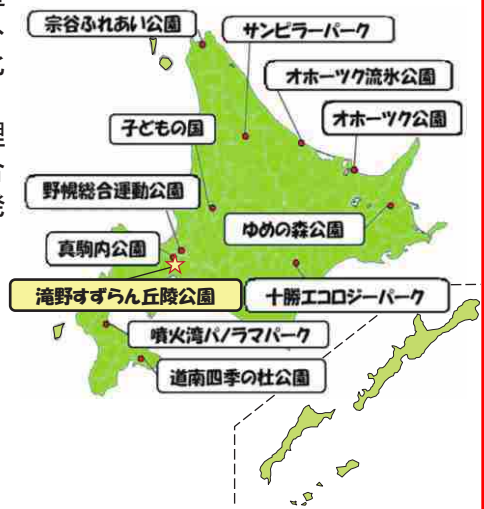 宗谷ふれあい公園
サンピラーパーク
オホーツク流氷公園
オホーツク公園
子どもの国
野幌総合運動公園
ゆめの森公園
真駒内公園
滝野すずらん丘陵公園
十勝エコロジーパーク
噴火湾パノラマパーク
道南四季の杜公園